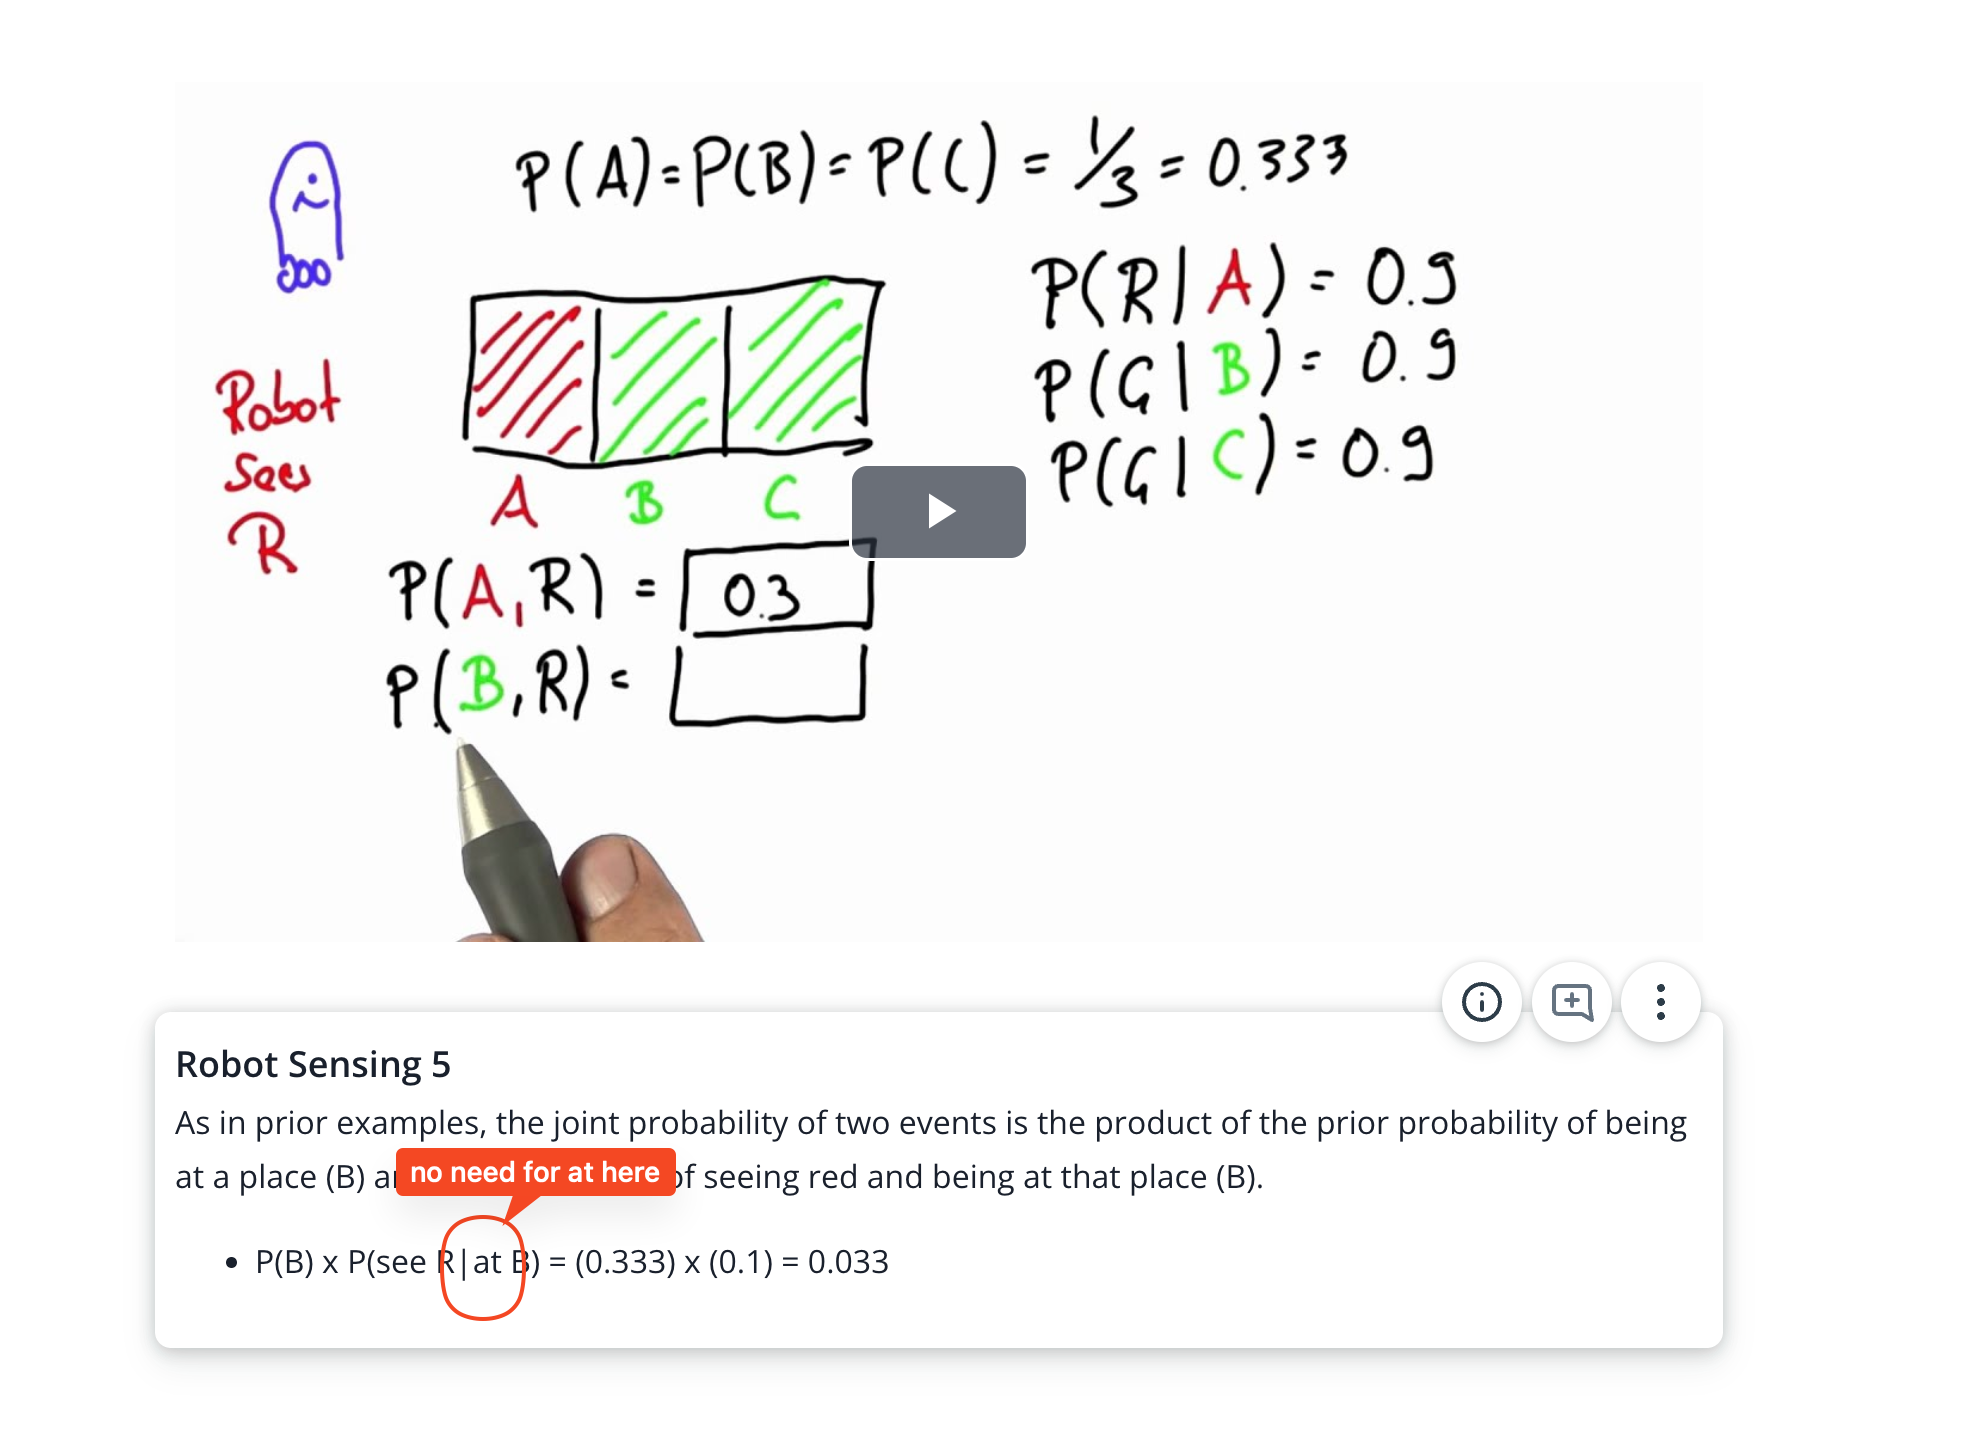 P(A)=P(B)=P(C) = 1/3 = 0.333
P(R|A) = 0.9
P(G|B) = 0.9
P(G|C) = 0.9
Robot
sees
R
A B C
P(A,R) = 0.3
P(B,R) =
Robot Sensing 5
As in prior examples, the joint probability of two events is the product of the prior probability of being
at a place (B) of seeing red and being at that place (B).
no need for at here
• P(B) x P(see R|at B) = (0.333) x (0.1) = 0.033